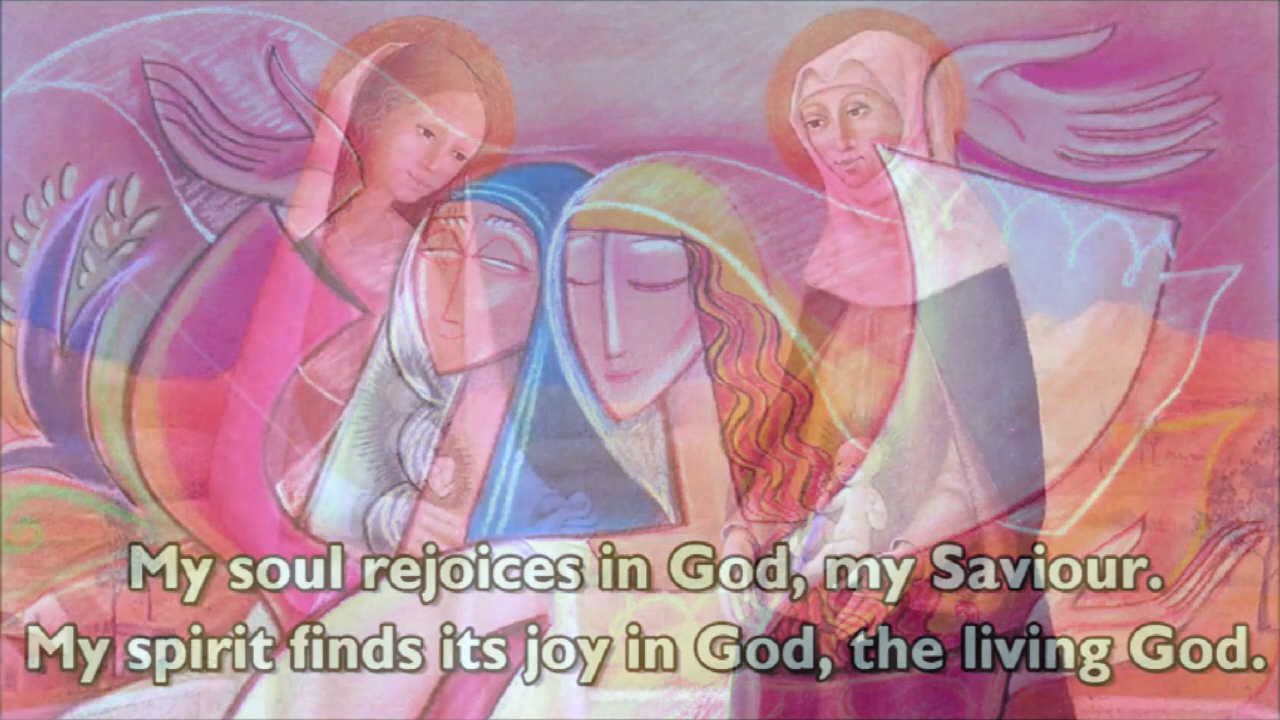 My soul rejoices in God, my Saviour.
My spirit finds its joy in God, the living God.